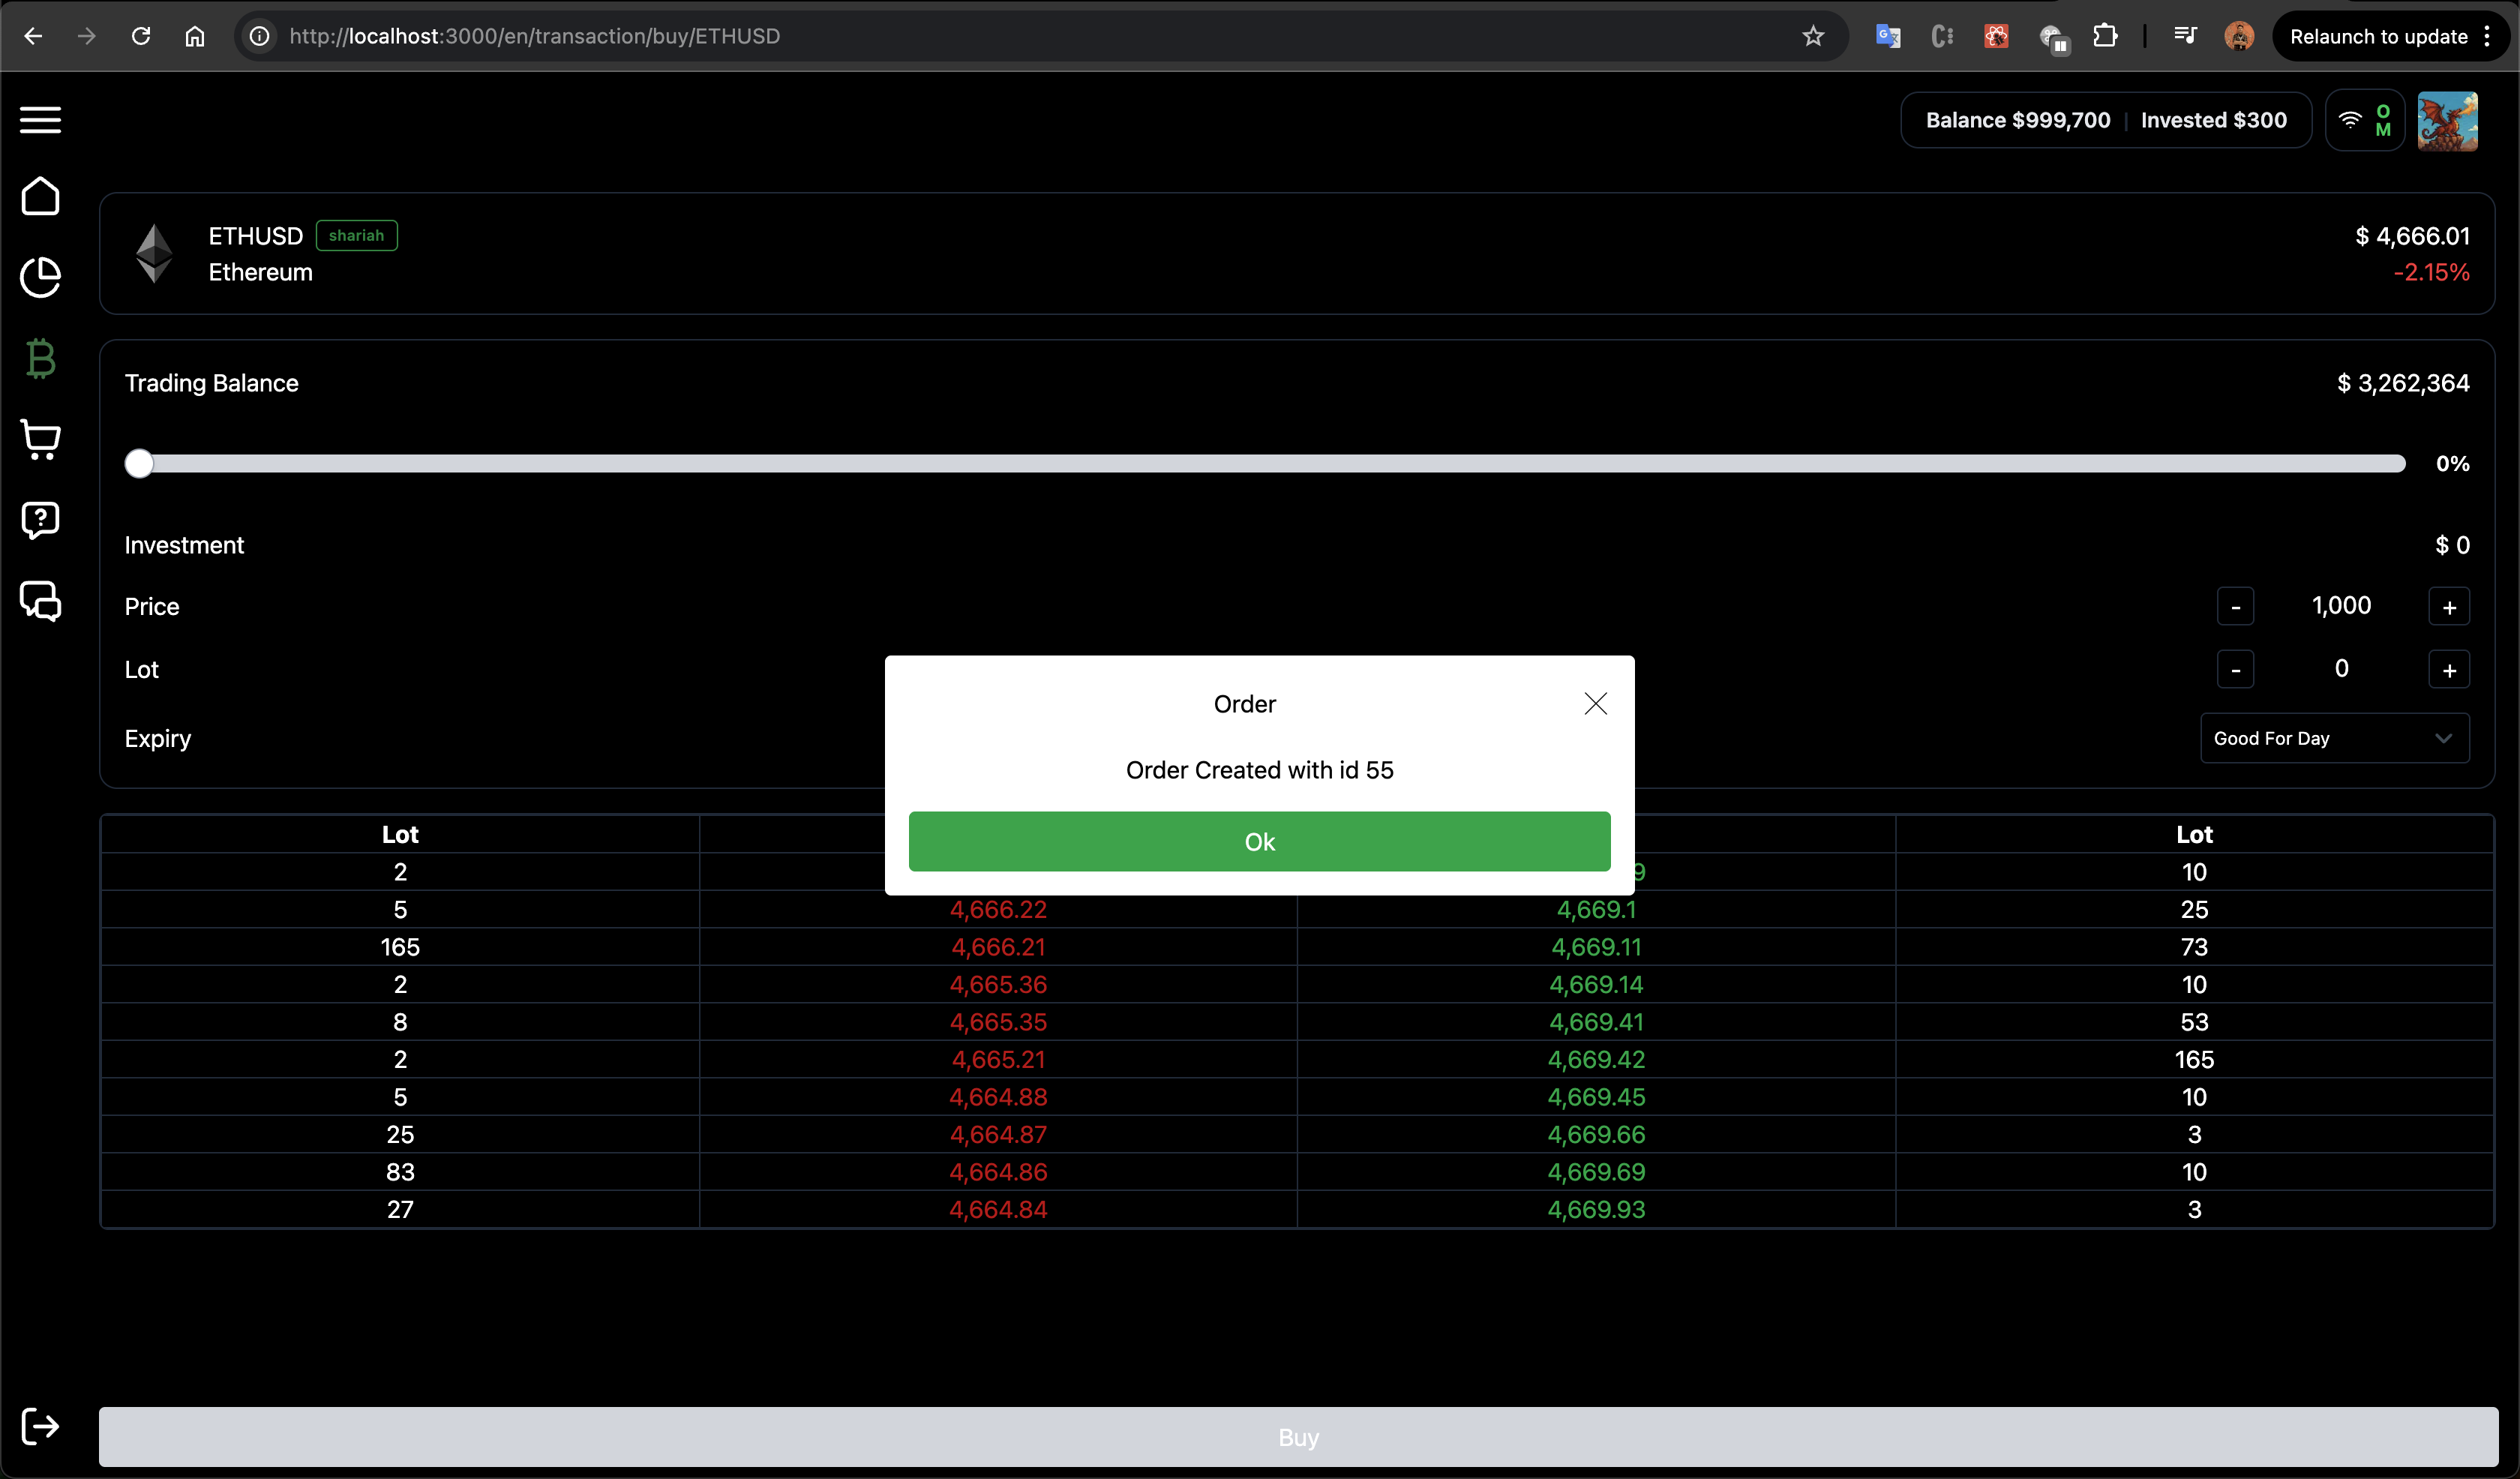 http://localhost:3000/en/transaction/buy/ETHUSD
Relaunch to update
Balance $999,700 | Invested $300
O
M
ETHUSD shariah
$ 4,666.01
Ethereum
-2.15%
Trading Balance
$ 3,262,364
0%
Investment
$ 0
Price
- 1,000 +
Lot
- 0 +
Expiry
Good For Day
Order
Order Created with id 55
Ok
Lot Lot
2 9 10
5 4,666.22 4,669.1 25
165 4,666.21 4,669.11 73
2 4,665.36 4,669.14 10
8 4,665.35 4,669.41 53
2 4,665.21 4,669.42 165
5 4,664.88 4,669.45 10
25 4,664.87 4,669.66 3
83 4,664.86 4,669.69 10
27 4,664.84 4,669.93 3
Buy